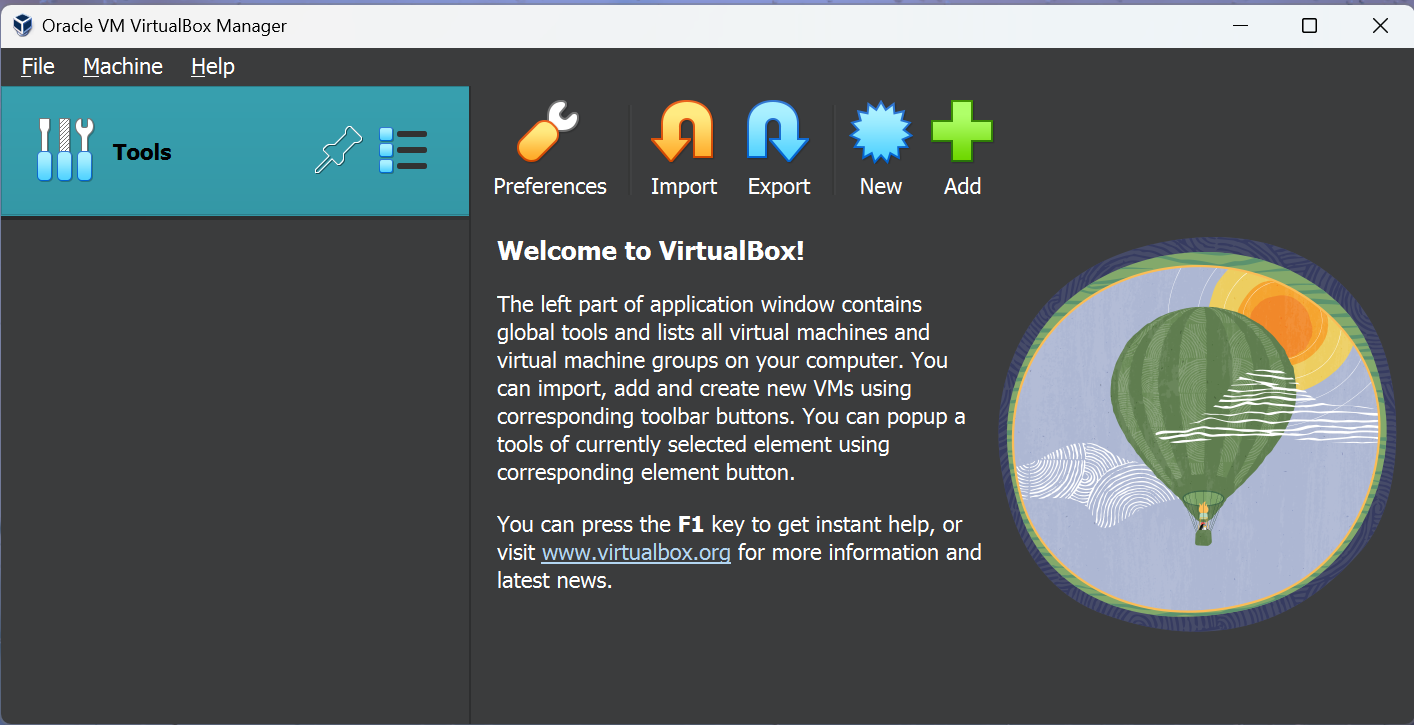 Oracle VM VirtualBox Manager
File Machine Help
Tools
Preferences Import Export New Add
Welcome to VirtualBox!
The left part of application window contains
global tools and lists all virtual machines and
virtual machine groups on your computer. You
can import, add and create new VMs using
corresponding toolbar buttons. You can popup a
tools of currently selected element using
corresponding element button.
You can press the F1 key to get instant help, or
visit www.virtualbox.org for more information and
latest news.